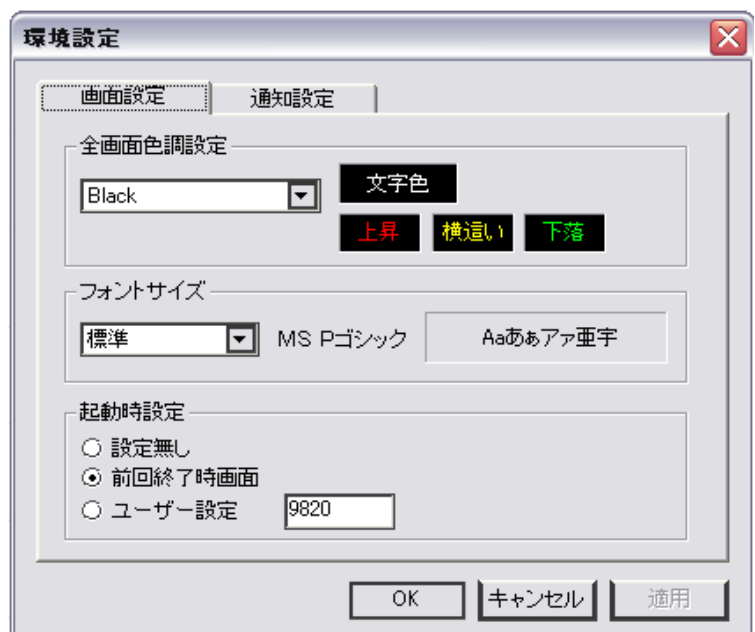 環境設定
画面設定 通知設定
全画面色調設定
Black 文字色
上昇 横這い 下落
フォントサイズ
標準 MS Pゴシック Aaあぁアァ亜宇
起動時設定
設定無し
前回終了時画面
ユーザー設定 9820
OK キャンセル 適用